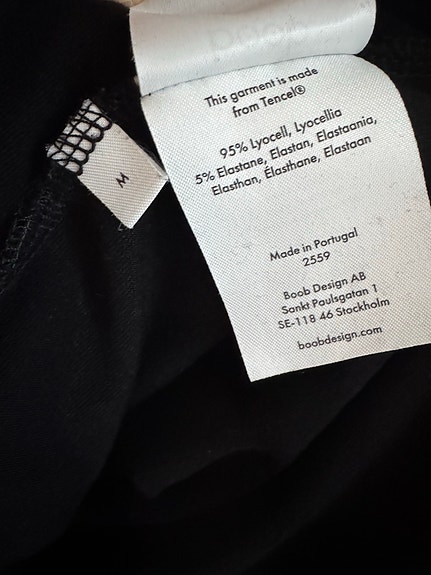 This garment is made
from Tencel®
95% Lyocell, Lyocellia
5% Elastane, Elastan, Elastaania,
Elasthan, Élasthane, Elastaan
Made in Portugal
2559
Boob Design AB
Sankt Paulsgatan 1
SE-118 46 Stockholm
boobdesign.com
M